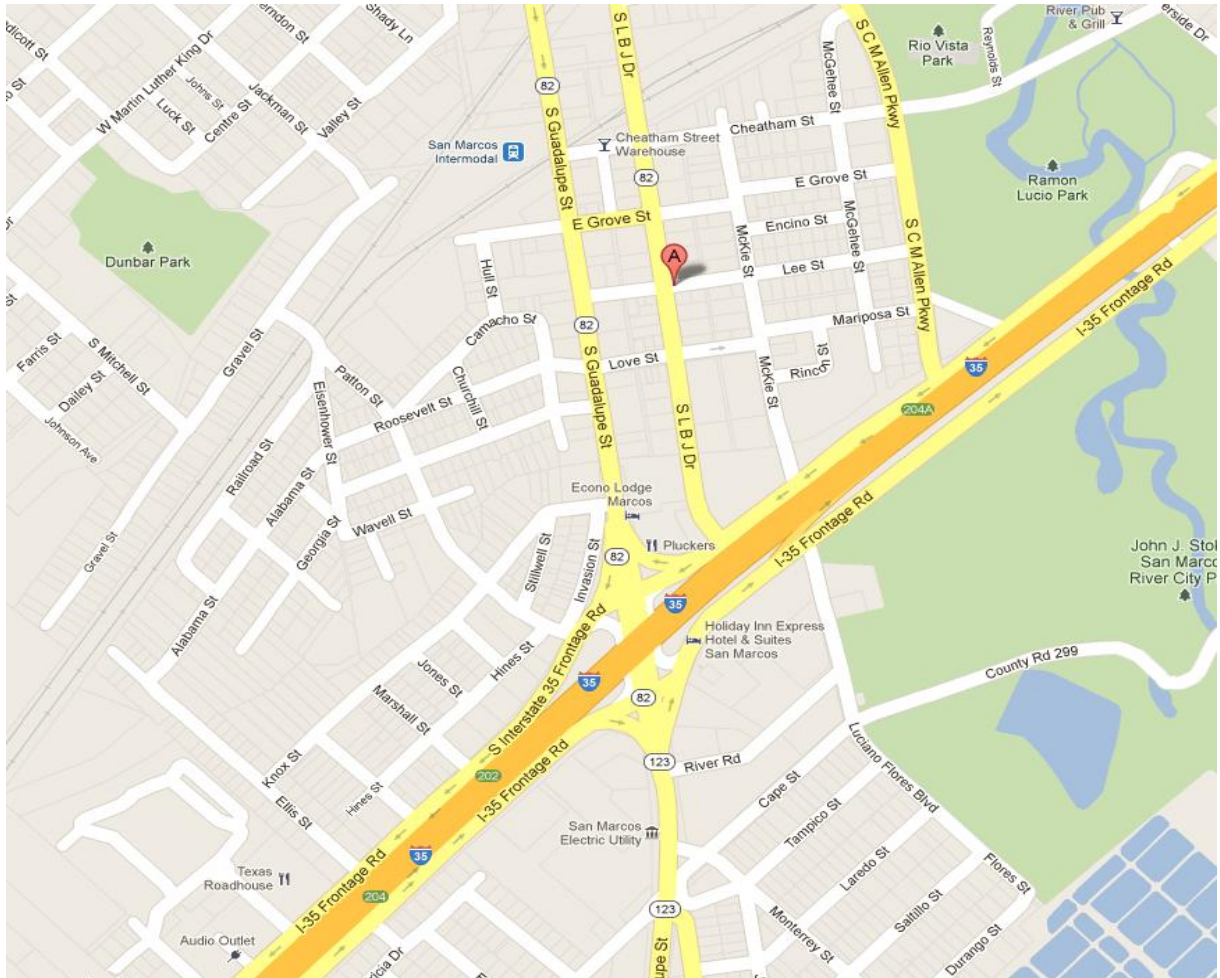 Shady Ln
River Pub
& Grill
W Martin Luther King Dr
Johns St
Luck St
Centre St
Jackman St
Valley St
82
S Guadalupe St
S L B J Dr
McGehee St
S C M Allen Pkwy
Rio Vista
Park
Reynolds St
San Marcos
Intermodal
Cheatham Street
Warehouse
Cheatham St
82
E Grove St
Ramon
Lucio Park
E Grove St
Encino St
McKie St
McGehee St
S C M Allen Pkwy
Dunbar Park
Hull St
A
Lee St
I-35 Frontage Rd
Camacho St
82
Mariposa St
Gravel St
Farris St
S Mitchell St
Dailey St
Johnson Ave
Patton St
Eisenhower St
Churchill St
Roosevelt St
S Guadalupe St
Love St
McKie St
35
204A
S L B J Dr
Railroad St
Alabama St
Georgia St
Wavell St
Econo Lodge
Marcos
Pluckers
I-35 Frontage Rd
Gravel St
Stillwell St
Invasion St
82
John J. Stok
San Marco
River City P
Alabama St
35
Holiday Inn Express
Hotel & Suites
San Marcos
County Rd 299
Jones St
Hines St
S Interstate 35 Frontage Rd
35
82
Marshall St
Knox St
Hines St
Ellis St
202
I-35 Frontage Rd
123
River Rd
Cape St
Luciano Flores Blvd
Tampico St
San Marcos
Electric Utility
35
Texas
Roadhouse
204
I-35 Frontage Rd
Laredo St
Flores St
Saltillo St
123
Audio Outlet
Monterrey St
Durango St